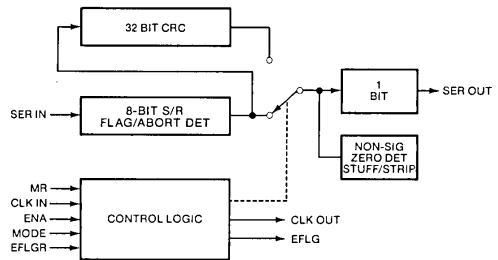 32 BIT CRC
SER IN
8-BIT S/R
FLAG/ABORT DET
1
BIT
SER OUT
NON-SIG
ZERO DET
STUFF/STRIP
MR
CLK IN
ENA
MODE
EFLGR
CONTROL LOGIC
CLK OUT
EFLG